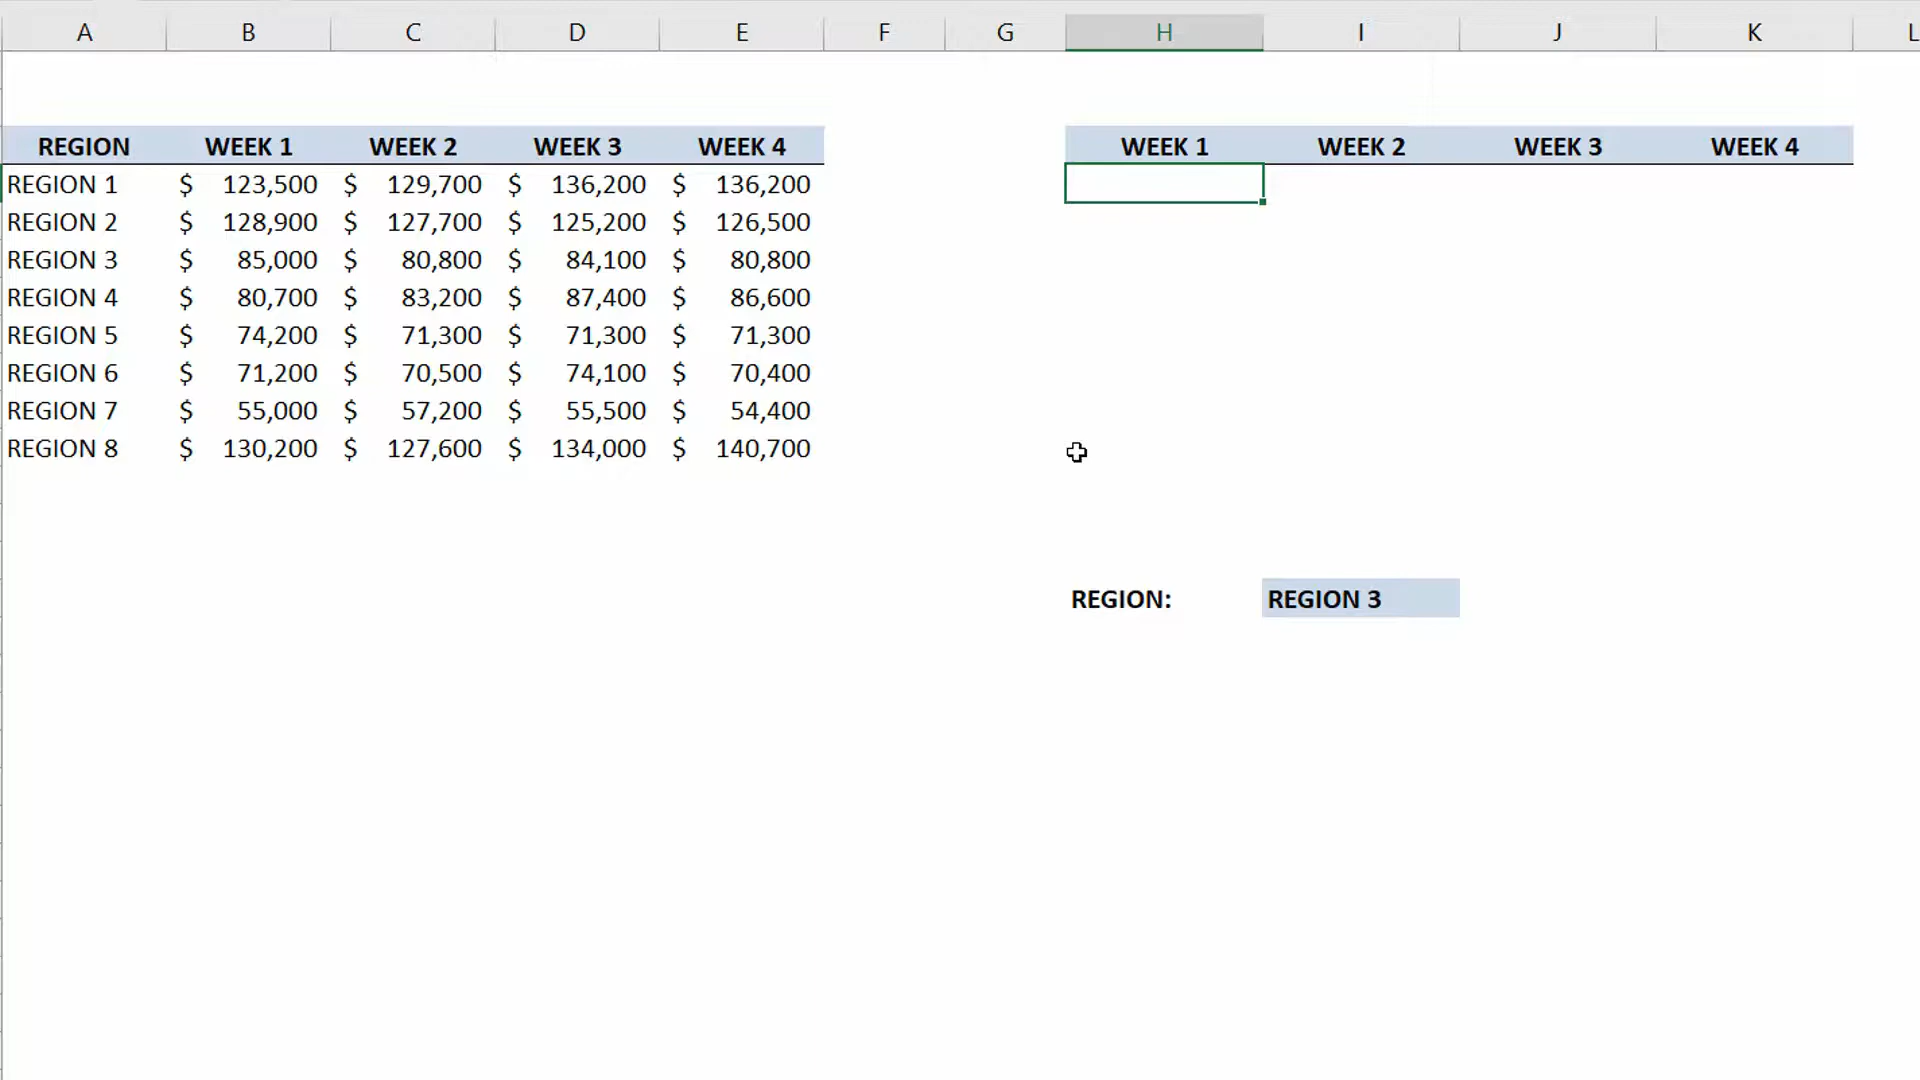 A B C D E F G H I J K L
REGION WEEK 1 WEEK 2 WEEK 3 WEEK 4 WEEK 1 WEEK 2 WEEK 3 WEEK 4
REGION 1 $ 123,500 $ 129,700 $ 136,200 $ 136,200
REGION 2 $ 128,900 $ 127,700 $ 125,200 $ 126,500
REGION 3 $ 85,000 $ 80,800 $ 84,100 $ 80,800
REGION 4 $ 80,700 $ 83,200 $ 87,400 $ 86,600
REGION 5 $ 74,200 $ 71,300 $ 71,300 $ 71,300
REGION 6 $ 71,200 $ 70,500 $ 74,100 $ 70,400
REGION 7 $ 55,000 $ 57,200 $ 55,500 $ 54,400
REGION 8 $ 130,200 $ 127,600 $ 134,000 $ 140,700
REGION: REGION 3